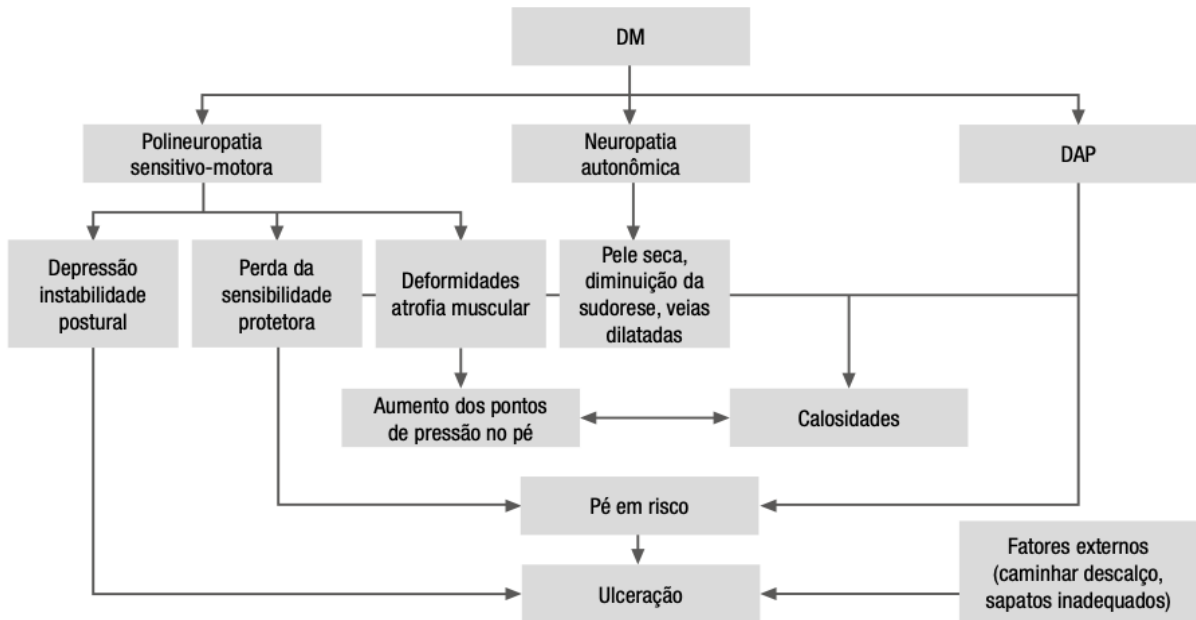 DM
Polineuropatia
sensitivo-motora
Neuropatia
autonômica
DAP
Depressão
instabilidade
postural
Perda da
sensibilidade
protetora
Deformidades
atrofia muscular
Pele seca,
diminuição da
sudorese, veias
dilatadas
Aumento dos pontos
de pressão no pé
Calosidades
Pé em risco
Fatores externos
(caminhar descalço,
sapatos inadequados)
Ulceração